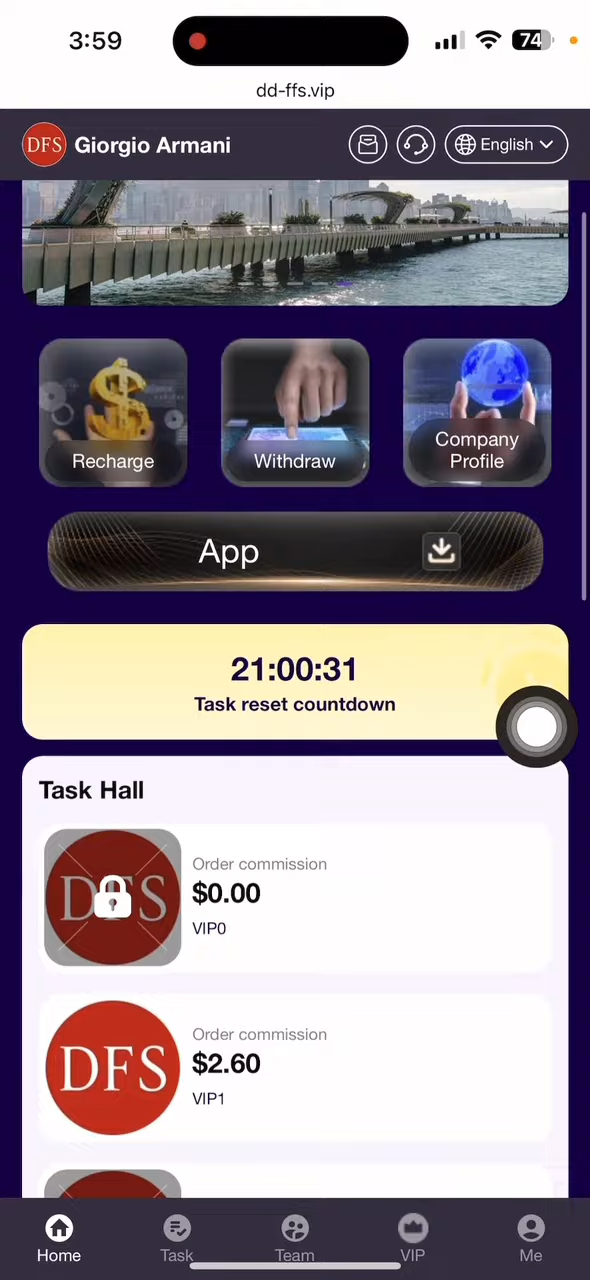 3:59
74
dd-ffs.vip
DFS Giorgio Armani
English
Recharge
Withdraw
Company
Profile
App
21:00:31
Task reset countdown
Task Hall
DFS
Order commission
$0.00
VIP0
DFS
Order commission
$2.60
VIP1
Home
Task
Team
VIP
Me